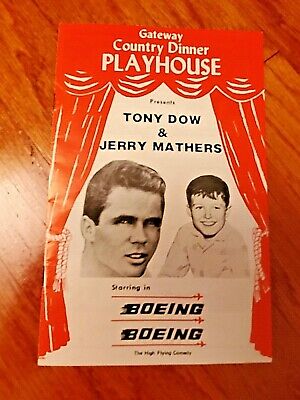 Gateway
Country Dinner
PLAYHOUSE
Presents
TONY DOW
&
JERRY MATHERS
Starring in
BOEING
BOEING
The High Flying Comedy